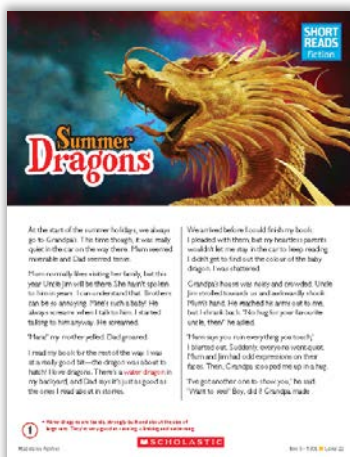 SHORT
READS
fiction
Summer
Dragons
At the start of the summer holidays, we always
go to Grandpa's. This time though, it was really
quiet in the car on the way there. Mum seemed
miserable and Dad seemed tense.
Mum normally likes visiting her family, but this
year Uncle Jim will be there. She hasn't spoken
to him in years. I can understand that. Brothers
can be so annoying. Mine's such a baby! He
always screams when I talk to him. I started
talking to him anyway. He screamed.
my mother yelled. Dad groaned.
I read my book for the rest of the way. I was
at a really good bit—the dragon was about to
hatch! I love dragons. There's a water dragon in
my backyard, and Dad says it's just as good as
the ones I read about in stories.
We arrived before I could finish my book.
I pleaded with them, but my heartless parents
wouldn't let me stay in the car to keep reading.
I didn't get to find out the colour of the baby
dragon. I was shattered.
Grandpa's house was noisy and crowded. Uncle
Jim strolled towards us and awkwardly shook
Mum's hand. He reached his arms out to me,
but I shrank back. "No hug for your favourite
uncle, then?" he asked.
"Mum says you ruin everything you touch,"
I blurted out. Suddenly, everyone went quiet.
Mum and Jim had odd expressions on their
faces. Then, Grandpa scooped me up in a hug.
"I've got another one to show you," he said.
"Want to see?" Boy, did I! Grandpa made
1
SCHOLASTIC